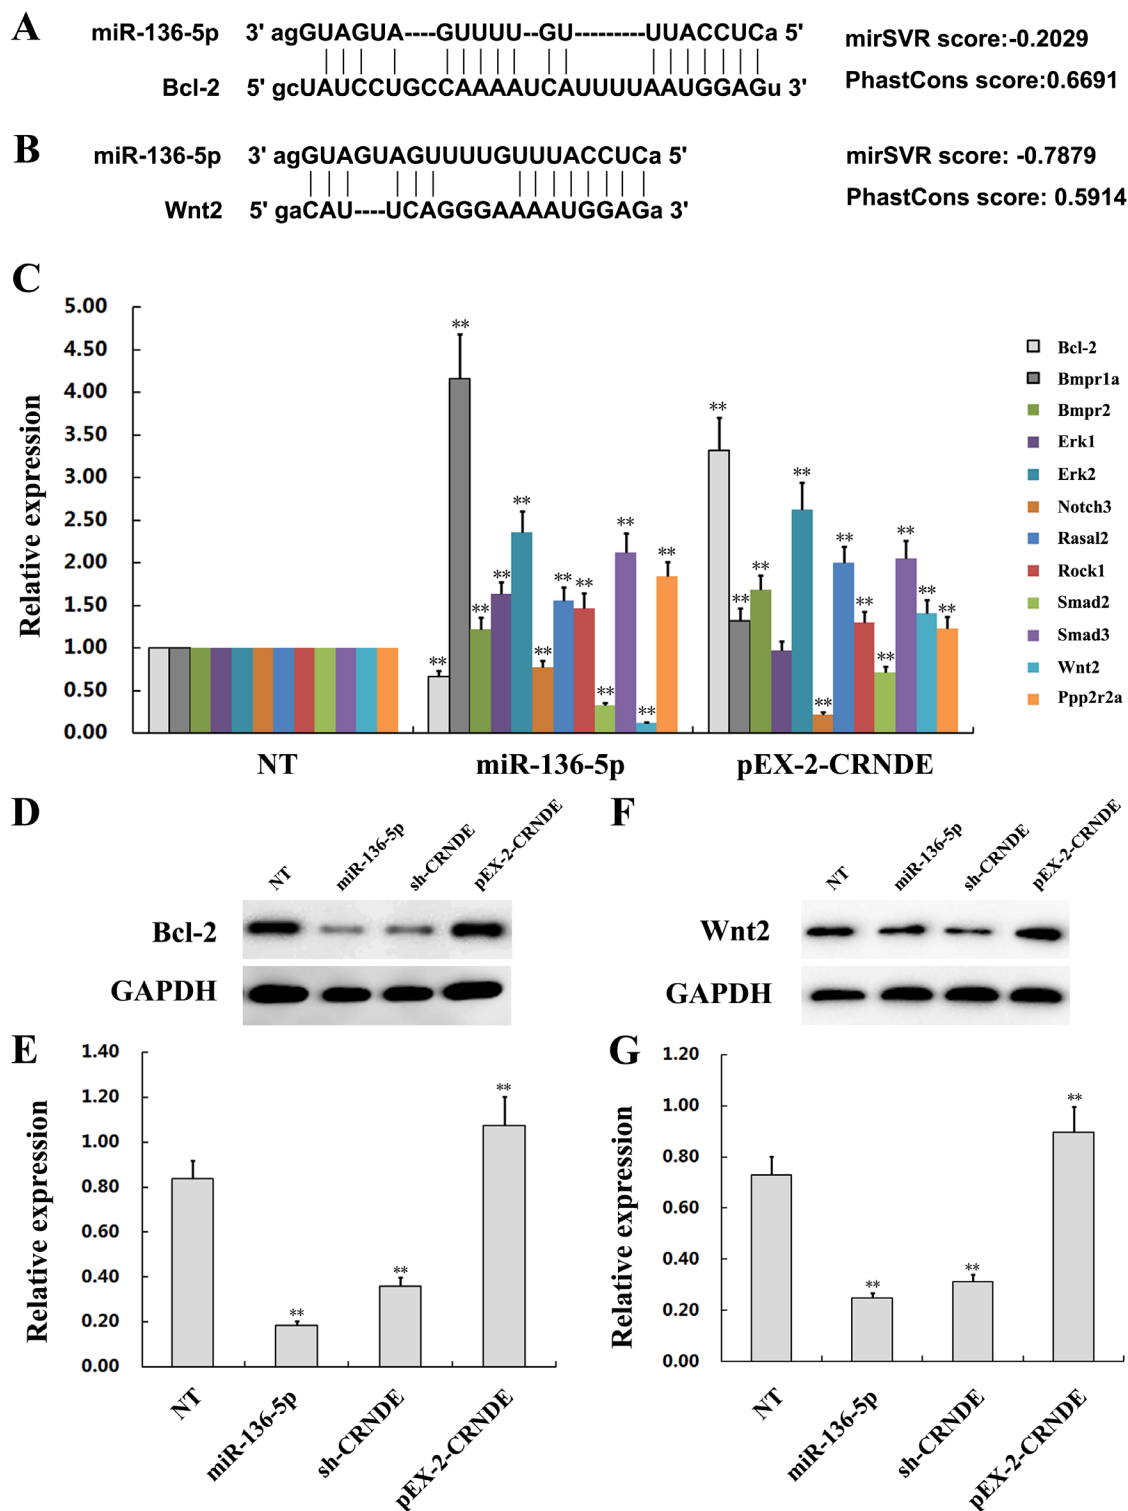 A
miR-136-5p 3' agGUAGUA----GUUUU--GU---------UUACCUCa 5'
Bcl-2 5' gcUAUCCUGCCAAAAUCAUUUUAAUGGAGu 3'
mirSVR score:-0.2029
PhastCons score:0.6691
B
miR-136-5p 3' agGUAGUAGUUUUGUUUACCUCa 5'
Wnt2 5' gaCAU----UCAGGGAAAAUGGAGa 3'
mirSVR score: -0.7879
PhastCons score: 0.5914
C
Relative expression
5.00
4.50
4.00
3.50
3.00
2.50
2.00
1.50
1.00
0.50
0.00
** ** ** ** ** ** ** ** ** ** ** **
** ** ** ** ** ** ** ** ** ** **
NT miR-136-5p pEX-2-CRNDE
Bcl-2
Bmpr1a
Bmpr2
Erk1
Erk2
Notch3
Rasal2
Rock1
Smad2
Smad3
Wnt2
Ppp2r2a
D
NT miR-136-5p sh-CRNDE pEX-2-CRNDE
Bcl-2
GAPDH
F
NT miR-136-5p sh-CRNDE pEX-2-CRNDE
Wnt2
GAPDH
E
Relative expression
1.40
1.20
1.00
0.80
0.60
0.40
0.20
0.00
** ** **
NT miR-136-5p sh-CRNDE pEX-2-CRNDE
G
Relative expression
1.20
1.00
0.80
0.60
0.40
0.20
0.00
** ** **
NT miR-136-5p sh-CRNDE pEX-2-CRNDE